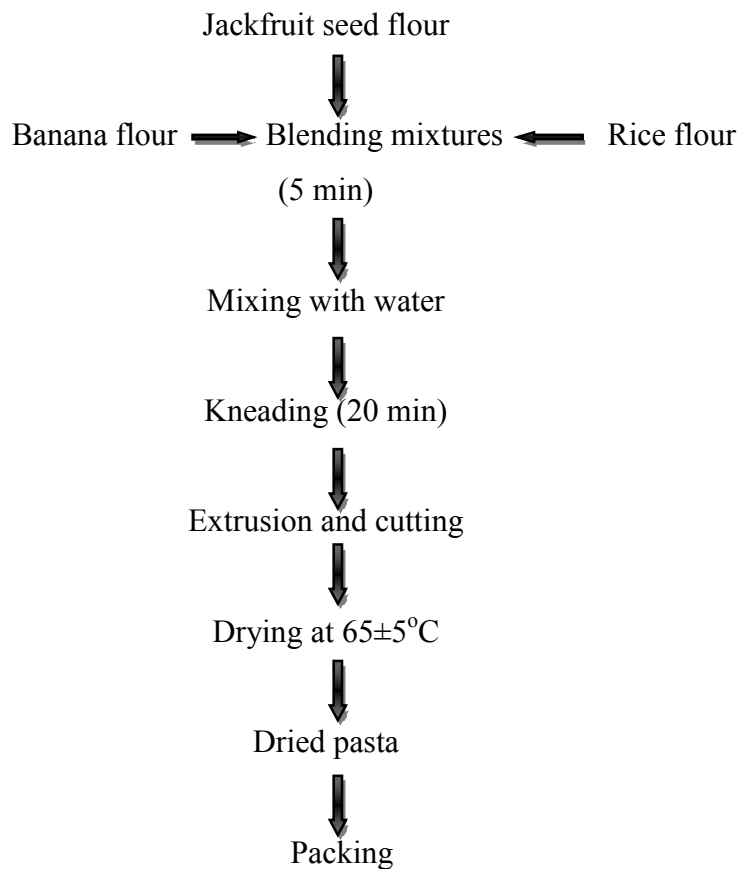 Jackfruit seed flour
Banana flour Blending mixtures Rice flour
(5 min)
Mixing with water
Kneading (20 min)
Extrusion and cutting
Drying at 65±5°C
Dried pasta
Packing